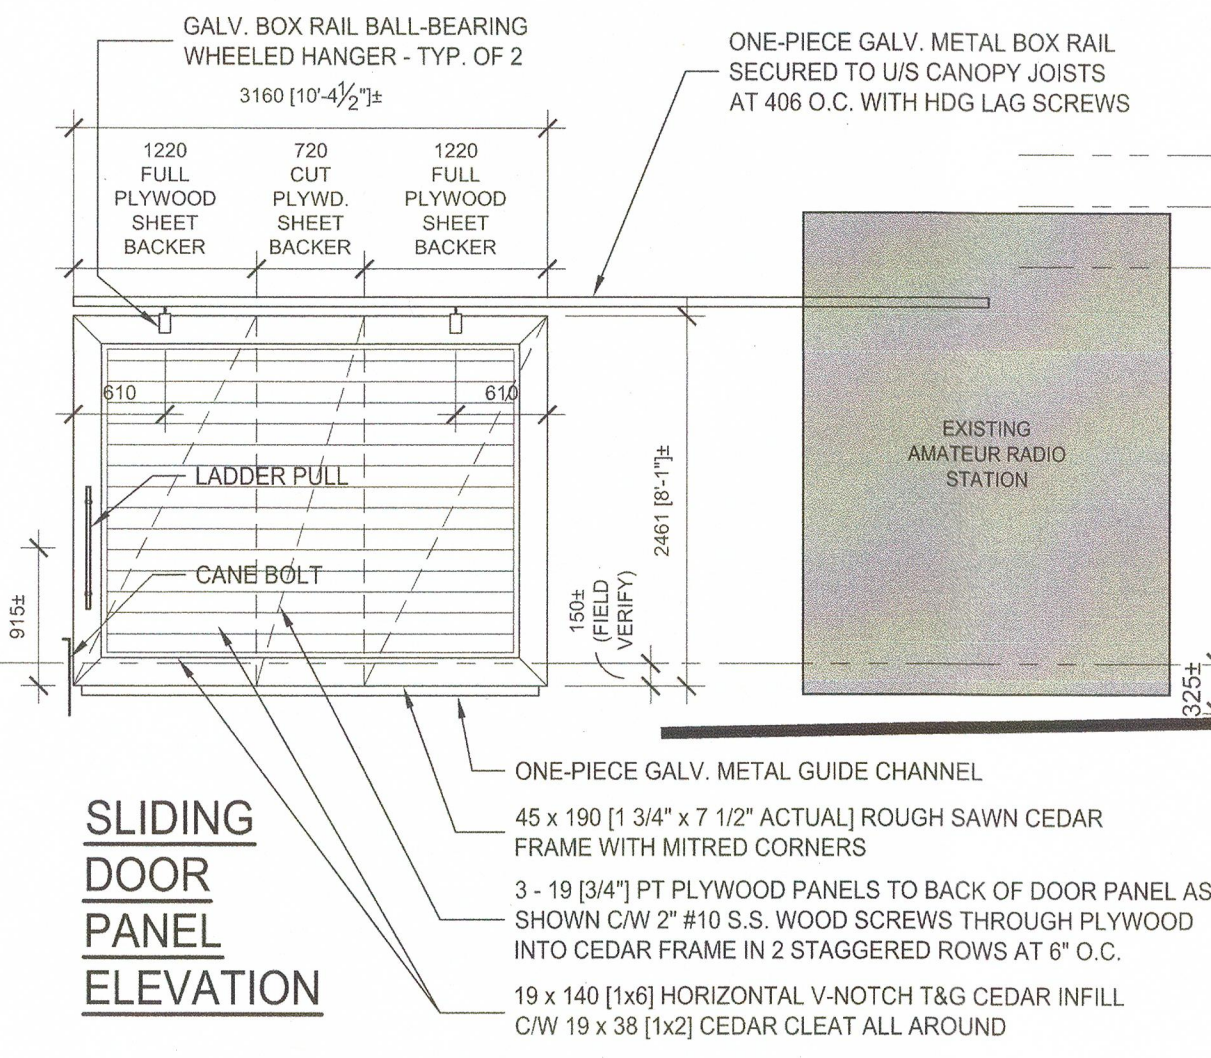 GALV. BOX RAIL BALL-BEARING
WHEELED HANGER - TYP. OF 2
3160 [10'-4½"]±
ONE-PIECE GALV. METAL BOX RAIL
SECURED TO U/S CANOPY JOISTS
AT 406 O.C. WITH HDG LAG SCREWS
1220
FULL
PLYWOOD
SHEET
BACKER
720
CUT
PLYWD.
SHEET
BACKER
1220
FULL
PLYWOOD
SHEET
BACKER
610
610
EXISTING
AMATEUR RADIO
STATION
LADDER PULL
2461 [8'-1"]±
CANE BOLT
915±
150±
(FIELD
VERIFY)
325±
ONE-PIECE GALV. METAL GUIDE CHANNEL
45 x 190 [1 3/4" x 7 1/2" ACTUAL] ROUGH SAWN CEDAR
FRAME WITH MITRED CORNERS
3 - 19 [3/4"] PT PLYWOOD PANELS TO BACK OF DOOR PANEL AS
SHOWN C/W 2" #10 S.S. WOOD SCREWS THROUGH PLYWOOD
INTO CEDAR FRAME IN 2 STAGGERED ROWS AT 6" O.C.
19 x 140 [1x6] HORIZONTAL V-NOTCH T&G CEDAR INFILL
C/W 19 x 38 [1x2] CEDAR CLEAT ALL AROUND
SLIDING
DOOR
PANEL
ELEVATION